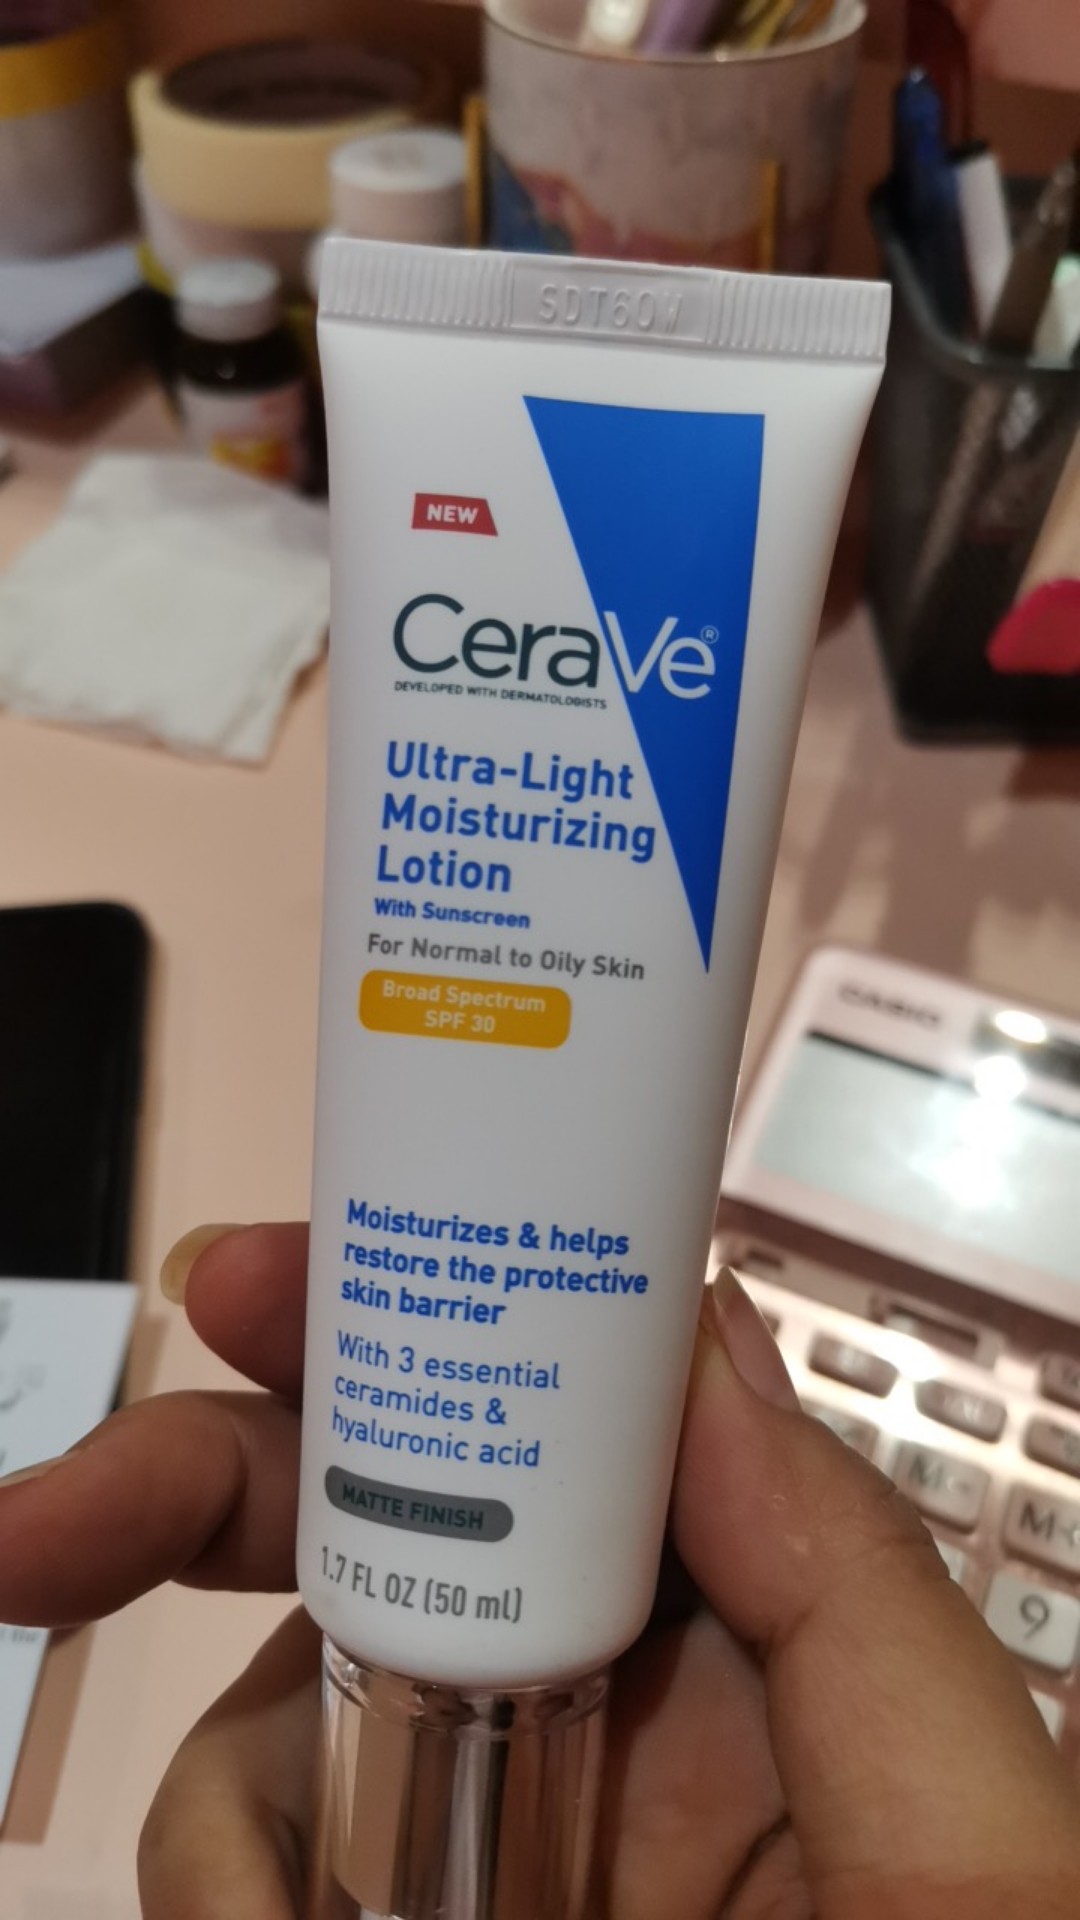 SDT60W
NEW
CeraVe®
DEVELOPED WITH DERMATOLOGISTS
Ultra-Light
Moisturizing
Lotion
With Sunscreen
For Normal to Oily Skin
Broad Spectrum
SPF 30
Moisturizes & helps
restore the protective
skin barrier
With 3 essential
ceramides &
hyaluronic acid
MATTE FINISH
1.7 FL OZ (50 ml)
CASIO
9